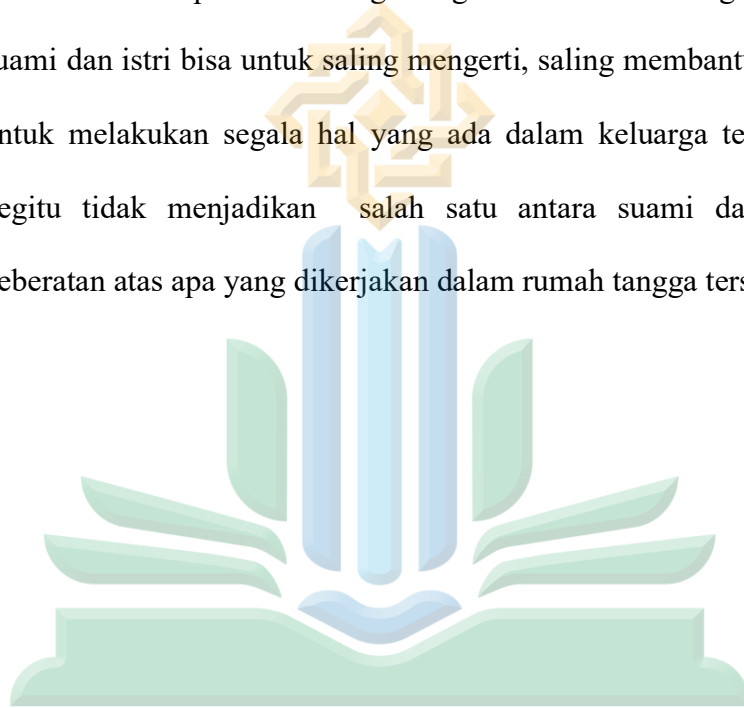 uami dan istri bisa untuk saling mengerti, saling membantu
ntuk melakukan segala hal yang ada dalam keluarga te
egitu tidak menjadikan salah satu antara suami da
eberatan atas apa yang dikerjakan dalam rumah tangga ters